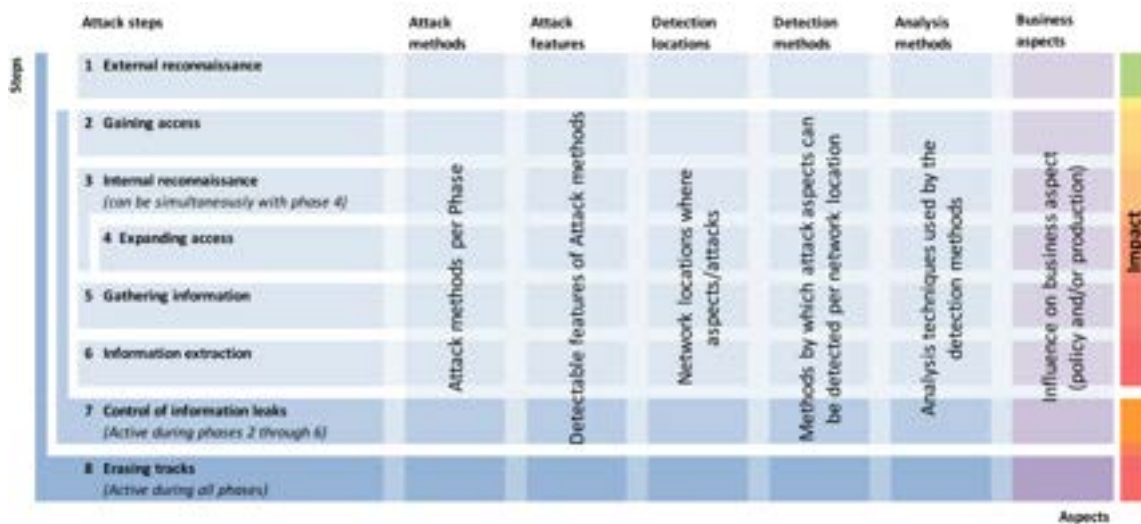 Attack steps
Attack methods
Attack features
Detection locations
Detection methods
Analysis methods
Business aspects
Steps
1 External reconnaissance
2 Gaining access
3 Internal reconnaissance
(can be simultaneously with phase 4)
4 Expanding access
5 Gathering information
6 Information extraction
7 Control of information leaks
(Active during phases 2 through 6)
8 Erasing tracks
(Active during all phases)
Attack methods per Phase
Detectable features of Attack methods
Network locations where
aspects/attacks
Methods by which attack aspects can
be detected per network location
Analysis techniques used by the
detection methods
Influence on business aspect
(policy and/or production)
Impact
Aspects